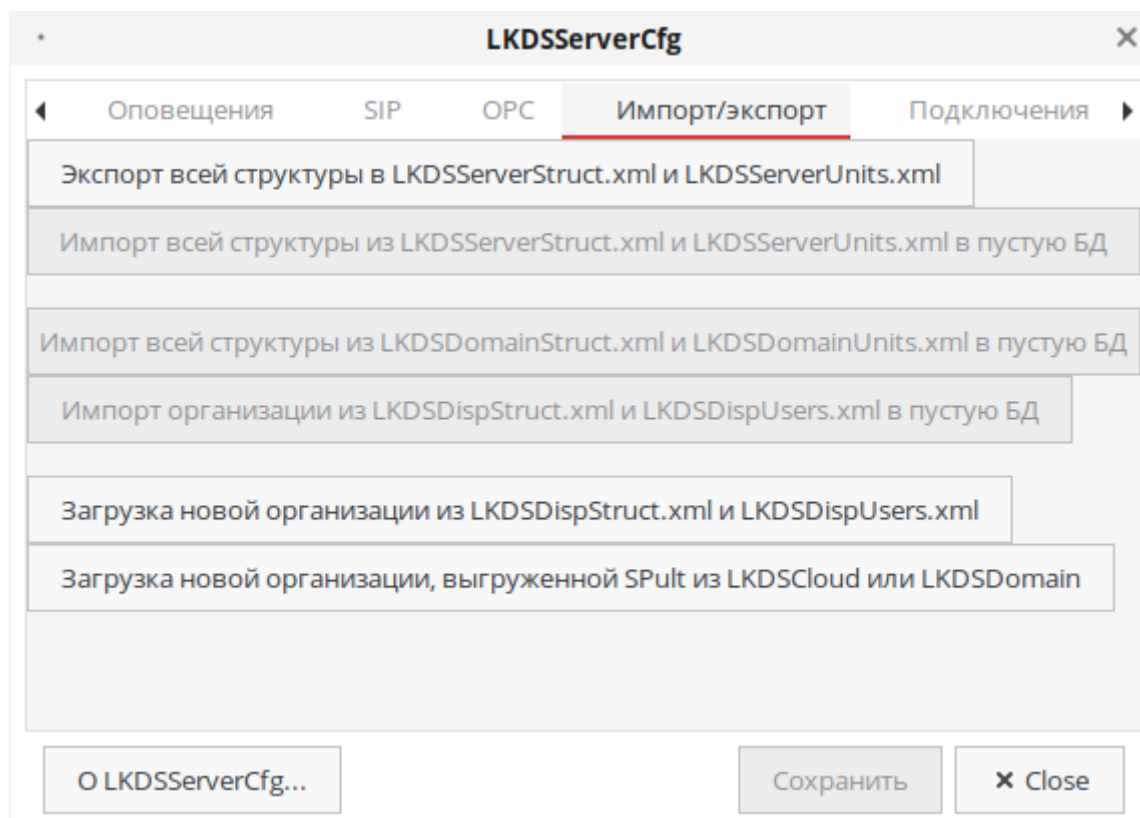 LKDSServerCfg
Оповещения SIP OPC Импорт/экспорт Подключения
Экспорт всей структуры в LKDSServerStruct.xml и LKDSServerUnits.xml
Импорт всей структуры из LKDSServerStruct.xml и LKDSServerUnits.xml в пустую БД
Импорт всей структуры из LKDSDomainStruct.xml и LKDSDomainUnits.xml в пустую БД
Импорт организации из LKDSDispStruct.xml и LKDSDispUsers.xml в пустую БД
Загрузка новой организации из LKDSDispStruct.xml и LKDSDispUsers.xml
Загрузка новой организации, выгруженной SPult из LKDSCloud или LKDSDomain
О LKDSServerCfg... Сохранить Close